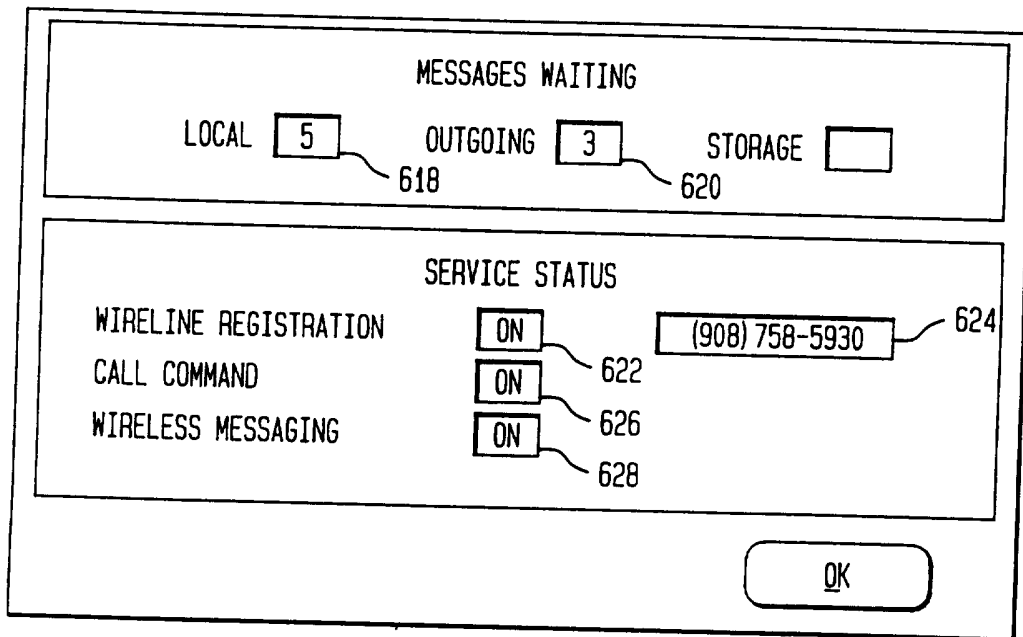 MESSAGES WAITING
LOCAL 5 OUTGOING 3 STORAGE
618 620
SERVICE STATUS
WIRELINE REGISTRATION ON (908) 758-5930 624
622
CALL COMMAND ON
626
WIRELESS MESSAGING ON
628
OK